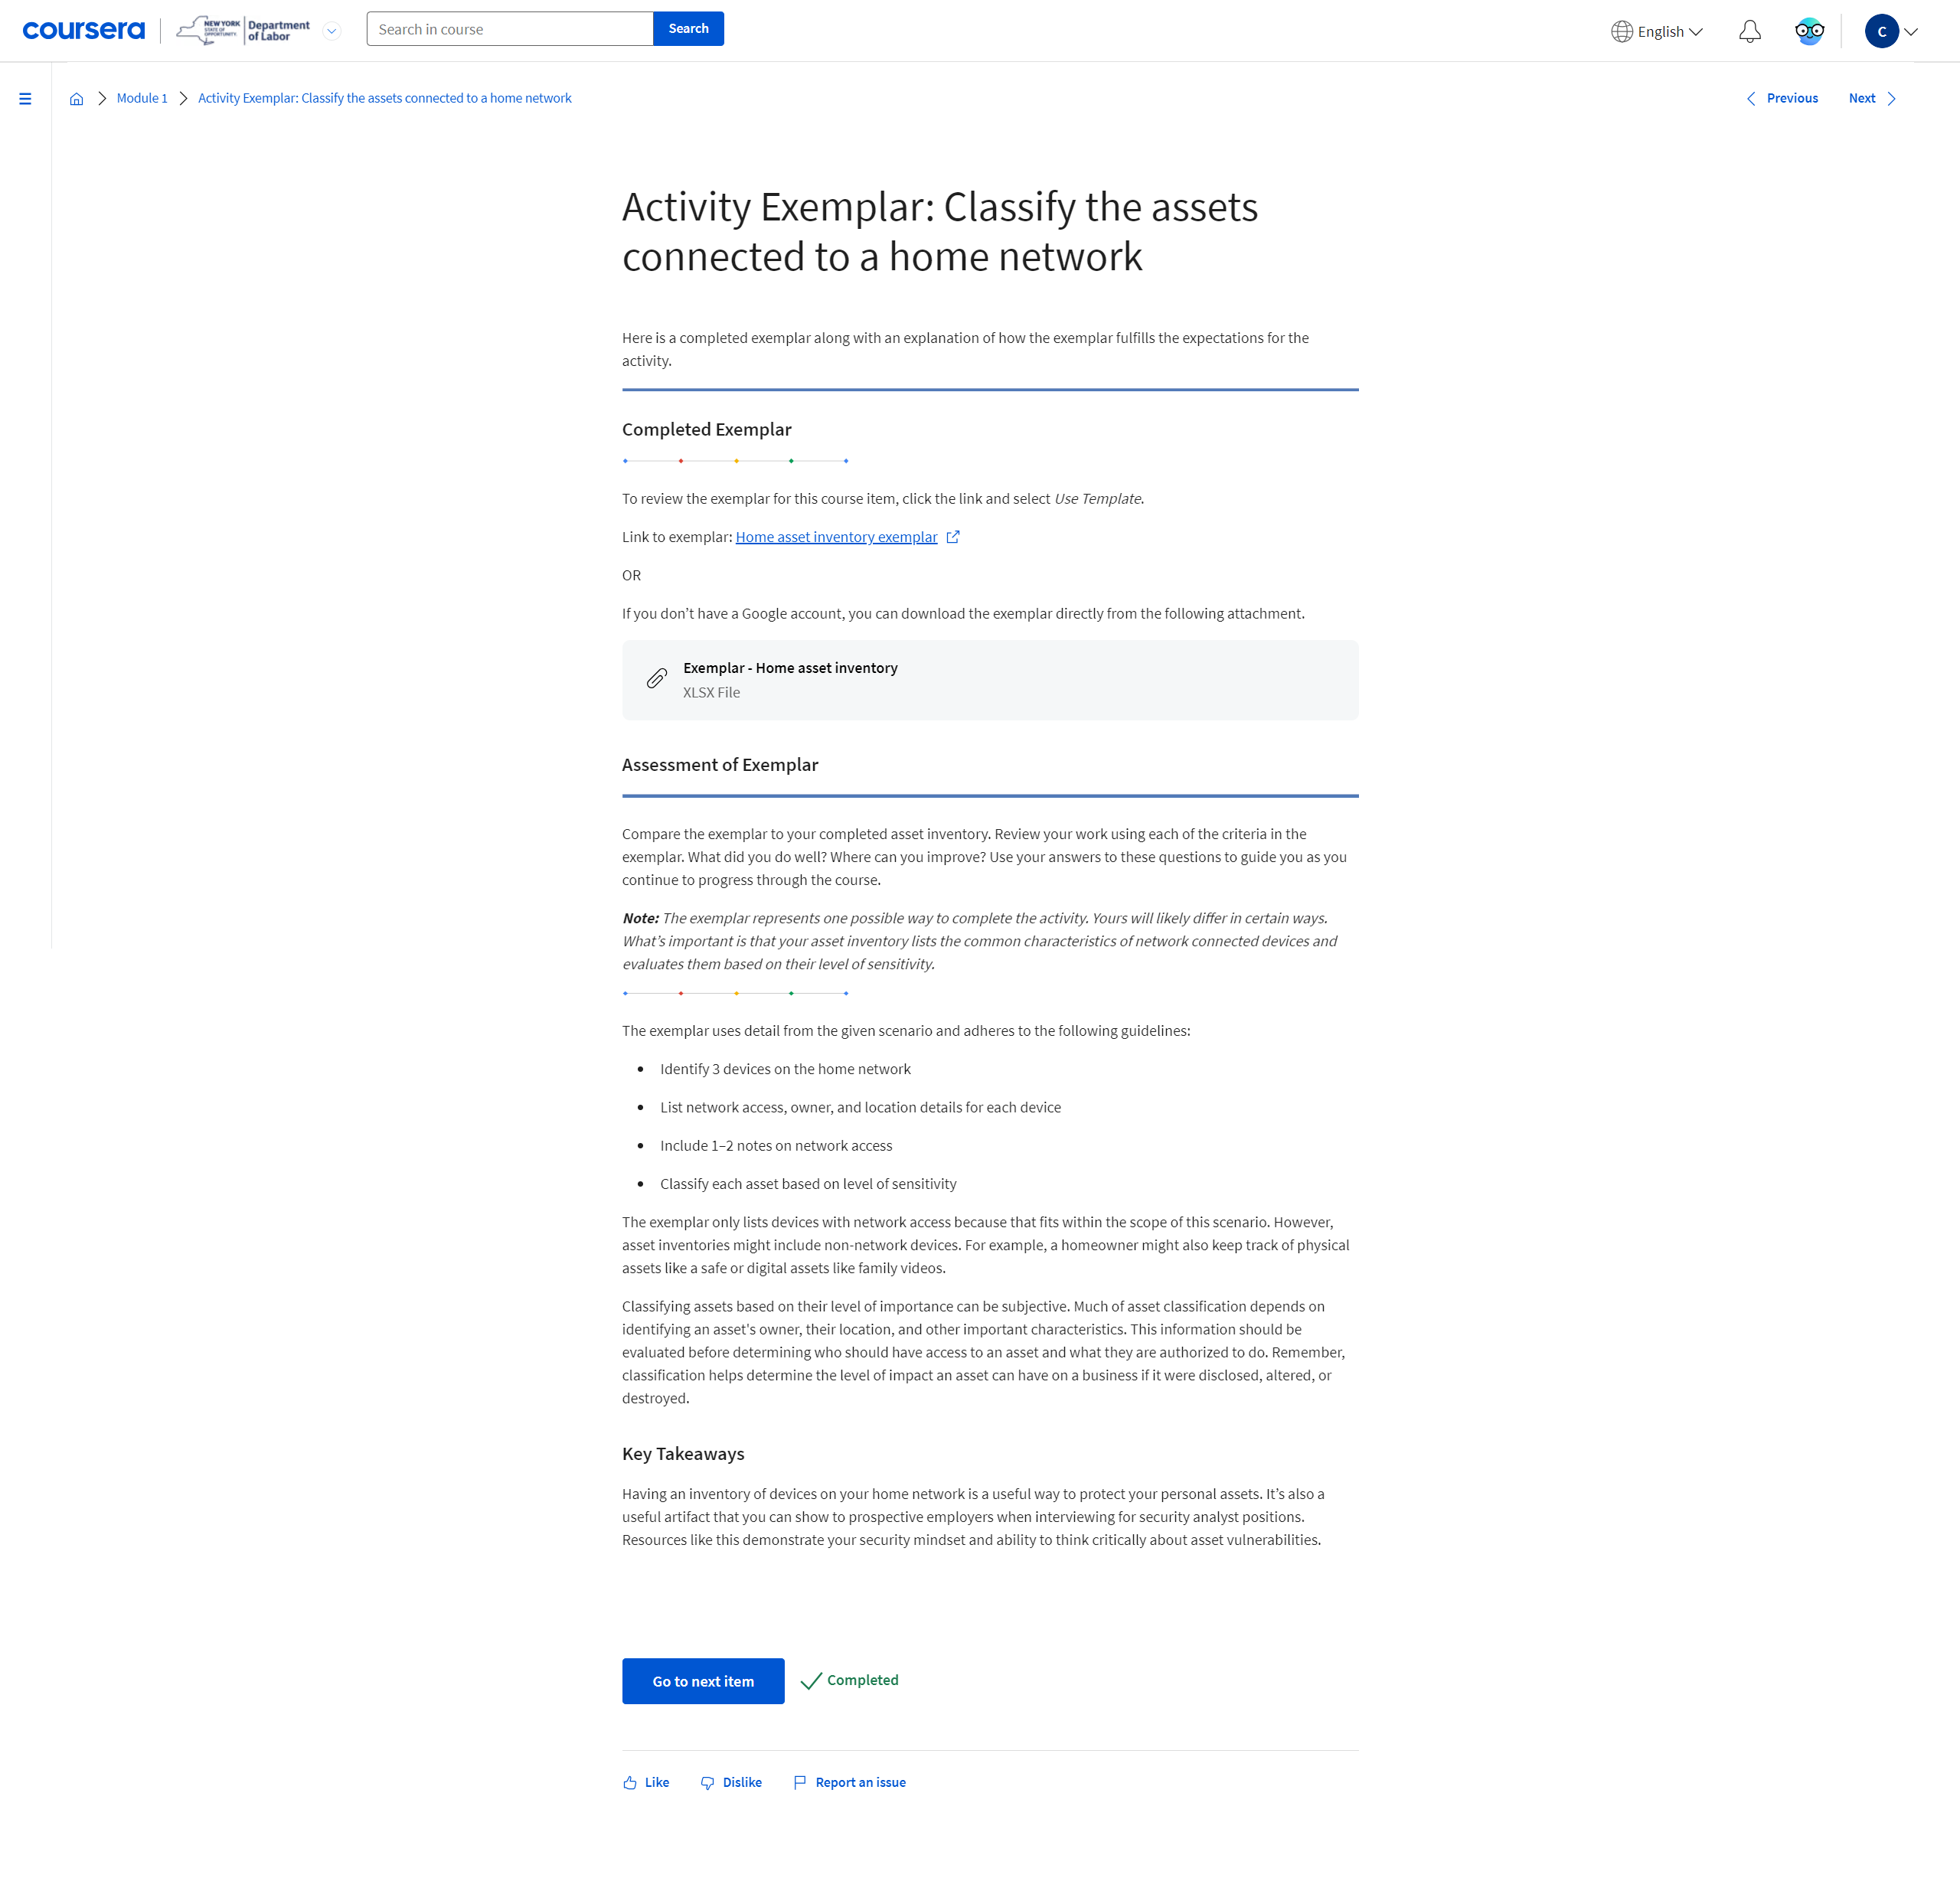 coursera
NEW YORK
STATE OF
OPPORTUNITY.
Department
of Labor
Search in course
Search
English
C
Module 1
Activity Exemplar: Classify the assets connected to a home network
Previous
Next
Activity Exemplar: Classify the assets
connected to a home network
Here is a completed exemplar along with an explanation of how the exemplar fulfills the expectations for the
activity.
Completed Exemplar
To review the exemplar for this course item, click the link and select Use Template.
Link to exemplar: Home asset inventory exemplar
OR
If you don’t have a Google account, you can download the exemplar directly from the following attachment.
Exemplar - Home asset inventory
XLSX File
Assessment of Exemplar
Compare the exemplar to your completed asset inventory. Review your work using each of the criteria in the
exemplar. What did you do well? Where can you improve? Use your answers to these questions to guide you as you
continue to progress through the course.
Note: The exemplar represents one possible way to complete the activity. Yours will likely differ in certain ways.
What’s important is that your asset inventory lists the common characteristics of network connected devices and
evaluates them based on their level of sensitivity.
The exemplar uses detail from the given scenario and adheres to the following guidelines:
• Identify 3 devices on the home network
• List network access, owner, and location details for each device
• Include 1–2 notes on network access
• Classify each asset based on level of sensitivity
The exemplar only lists devices with network access because that fits within the scope of this scenario. However,
asset inventories might include non-network devices. For example, a homeowner might also keep track of physical
assets like a safe or digital assets like family videos.
Classifying assets based on their level of importance can be subjective. Much of asset classification depends on
identifying an asset's owner, their location, and other important characteristics. This information should be
evaluated before determining who should have access to an asset and what they are authorized to do. Remember,
classification helps determine the level of impact an asset can have on a business if it were disclosed, altered, or
destroyed.
Key Takeaways
Having an inventory of devices on your home network is a useful way to protect your personal assets. It’s also a
useful artifact that you can show to prospective employers when interviewing for security analyst positions.
Resources like this demonstrate your security mindset and ability to think critically about asset vulnerabilities.
Go to next item
Completed
Like
Dislike
Report an issue